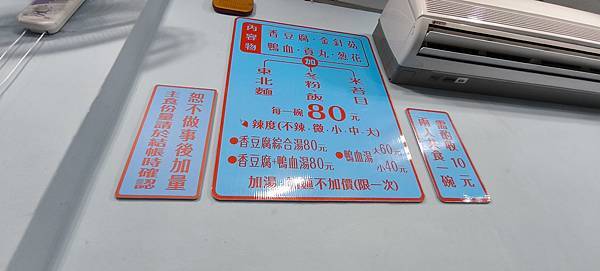 內容物
香豆腐·金針菇
鴨血·貢丸·葱花
加
東北麵
冬粉·飯
米苔目
每一碗80元
辣度(不辣·微·小·中·大)
●香豆腐綜合湯80元
●香豆腐+鴨血湯80元
●鴨血湯 大60元
小40元
加湯 加麵不加價(限一次)
恕不做事後加量
主食份量請於結帳時確認
需酌收10元
兩人共食一碗